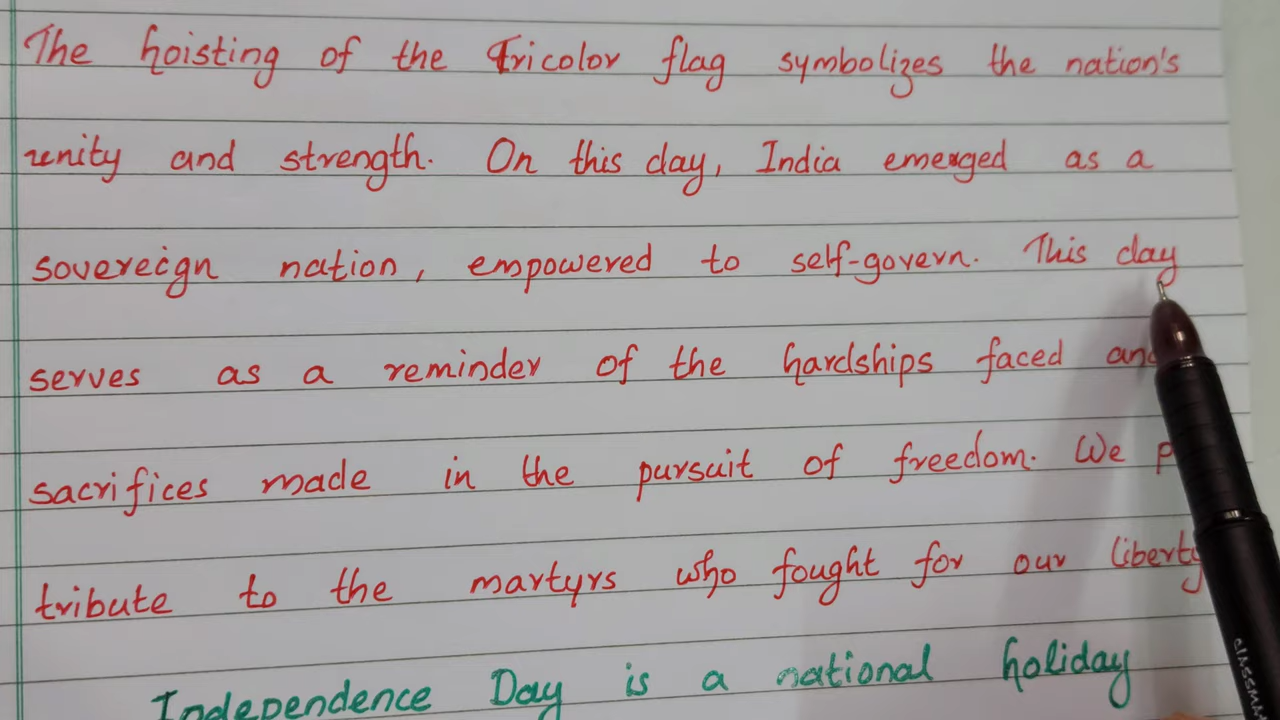 The hoisting of the Tricolor flag symbolizes the nation's
unity and strength. On this day, India emerged as a
sovereign nation, empowered to self-govern. This day
serves as a reminder of the hardships faced
sacrifices made in the pursuit of freedom. We
tribute to the martyrs who fought for our liberty
Independence Day is a national holiday